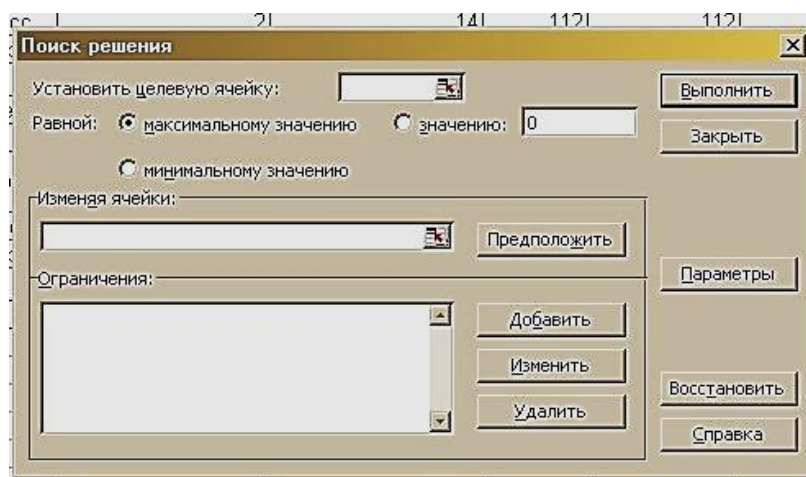 2| 14| 112| 112|
Поиск решения
Установить целевую ячейку:
Выполнить
Равной: максимальному значению значению: 0
Закрыть
минимальному значению
Изменяя ячейки:
Предположить
Параметры
Ограничения:
Добавить
Изменить
Восстановить
Удалить
Справка